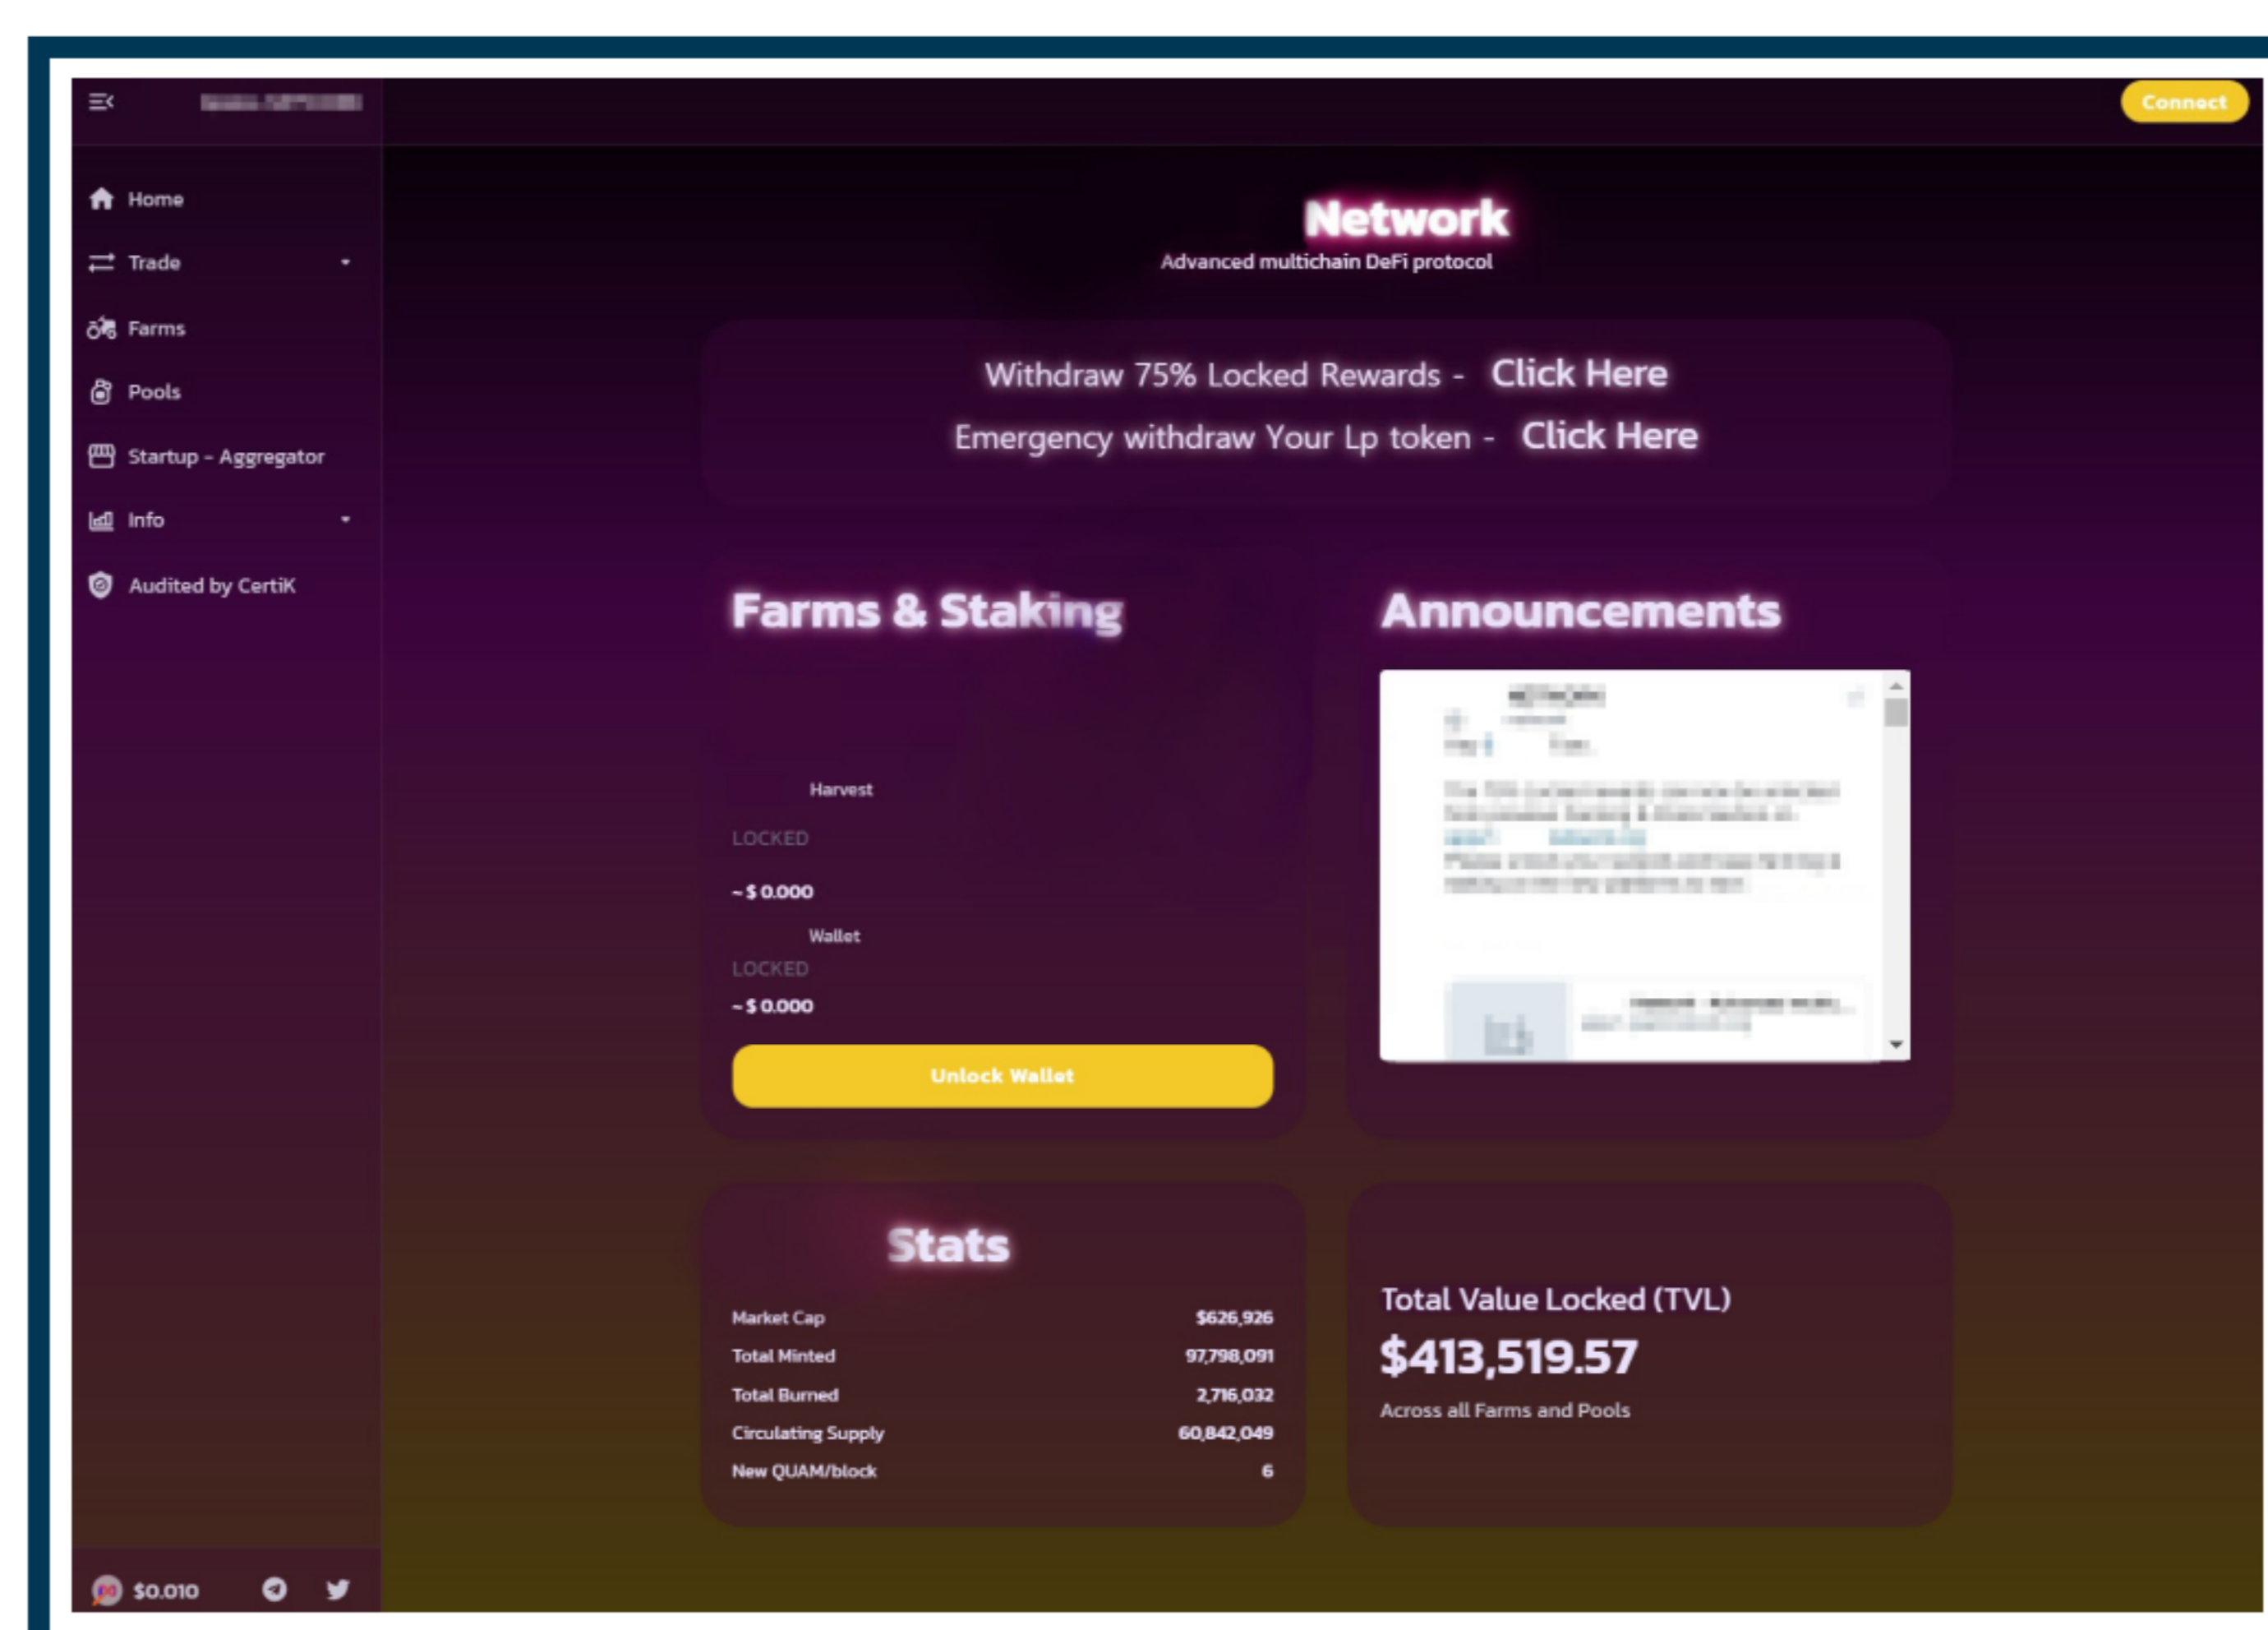 Connect
Home
Trade
Farms
Pools
Startup - Aggregator
Info
Audited by CertiK
$0.010
Network
Advanced multichain DeFi protocol
Withdraw 75% Locked Rewards - Click Here
Emergency withdraw Your Lp token - Click Here
Farms & Staking
Harvest
LOCKED
~$ 0.000
Wallet
LOCKED
~$ 0.000
Unlock Wallet
Announcements
Stats
Market Cap $626,926
Total Minted 97,798,091
Total Burned 2,716,032
Circulating Supply 60,842,049
New QUAM/block 6
Total Value Locked (TVL)
$413,519.57
Across all Farms and Pools